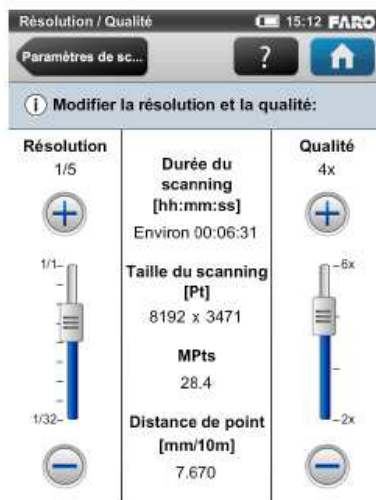 Résolution / Qualité 15:12 FARO
Paramètres de sc...
?
i Modifier la résolution et la qualité:
Résolution
1/5
1/1
1/32
Durée du
scanning
[hh:mm:ss]
Environ 00:06:31
Taille du scanning
[Pt]
8192 x 3471
MPts
28.4
Distance de point
[mm/10m]
7.670
Qualité
4x
6x
2x